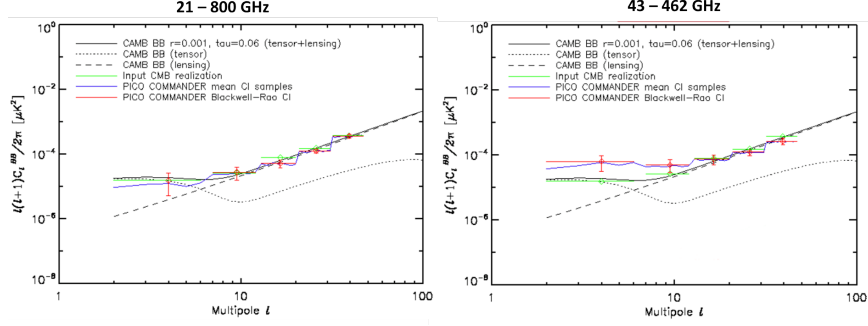 21 – 800 GHz
43 – 462 GHz
10⁰
10⁻²
10⁻⁴
10⁻⁶
10⁻⁸
ℓ(ℓ+1)Cℓ^BB/2π [μK²]
CAMB BB r=0.001, tau=0.06 (tensor+lensing)
CAMB BB (tensor)
CAMB BB (lensing)
Input CMB realization
PICO COMMANDER mean Cl samples
PICO COMMANDER Blackwell-Rao Cl
1
10
100
Multipole ℓ
10⁰
10⁻²
10⁻⁴
10⁻⁶
10⁻⁸
ℓ(ℓ+1)Cℓ^BB/2π [μK²]
CAMB BB r=0.001, tau=0.06 (tensor+lensing)
CAMB BB (tensor)
CAMB BB (lensing)
Input CMB realization
PICO COMMANDER mean Cl samples
PICO COMMANDER Blackwell-Rao Cl
1
10
100
Multipole ℓ